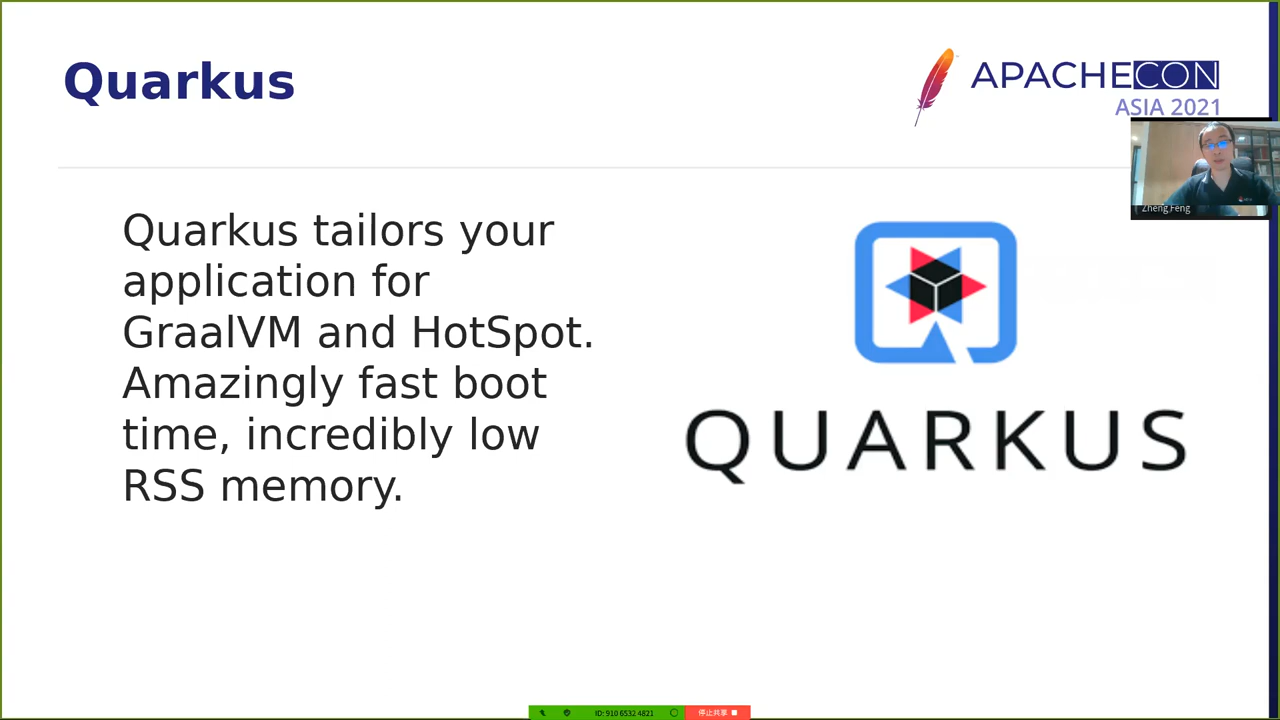 Quarkus
APACHECON
ASIA 2021
Zheng Feng
Quarkus tailors your
application for
GraalVM and HotSpot.
Amazingly fast boot
time, incredibly low
RSS memory.
QUARKUS
ID: 910 6532 4821
停止共享